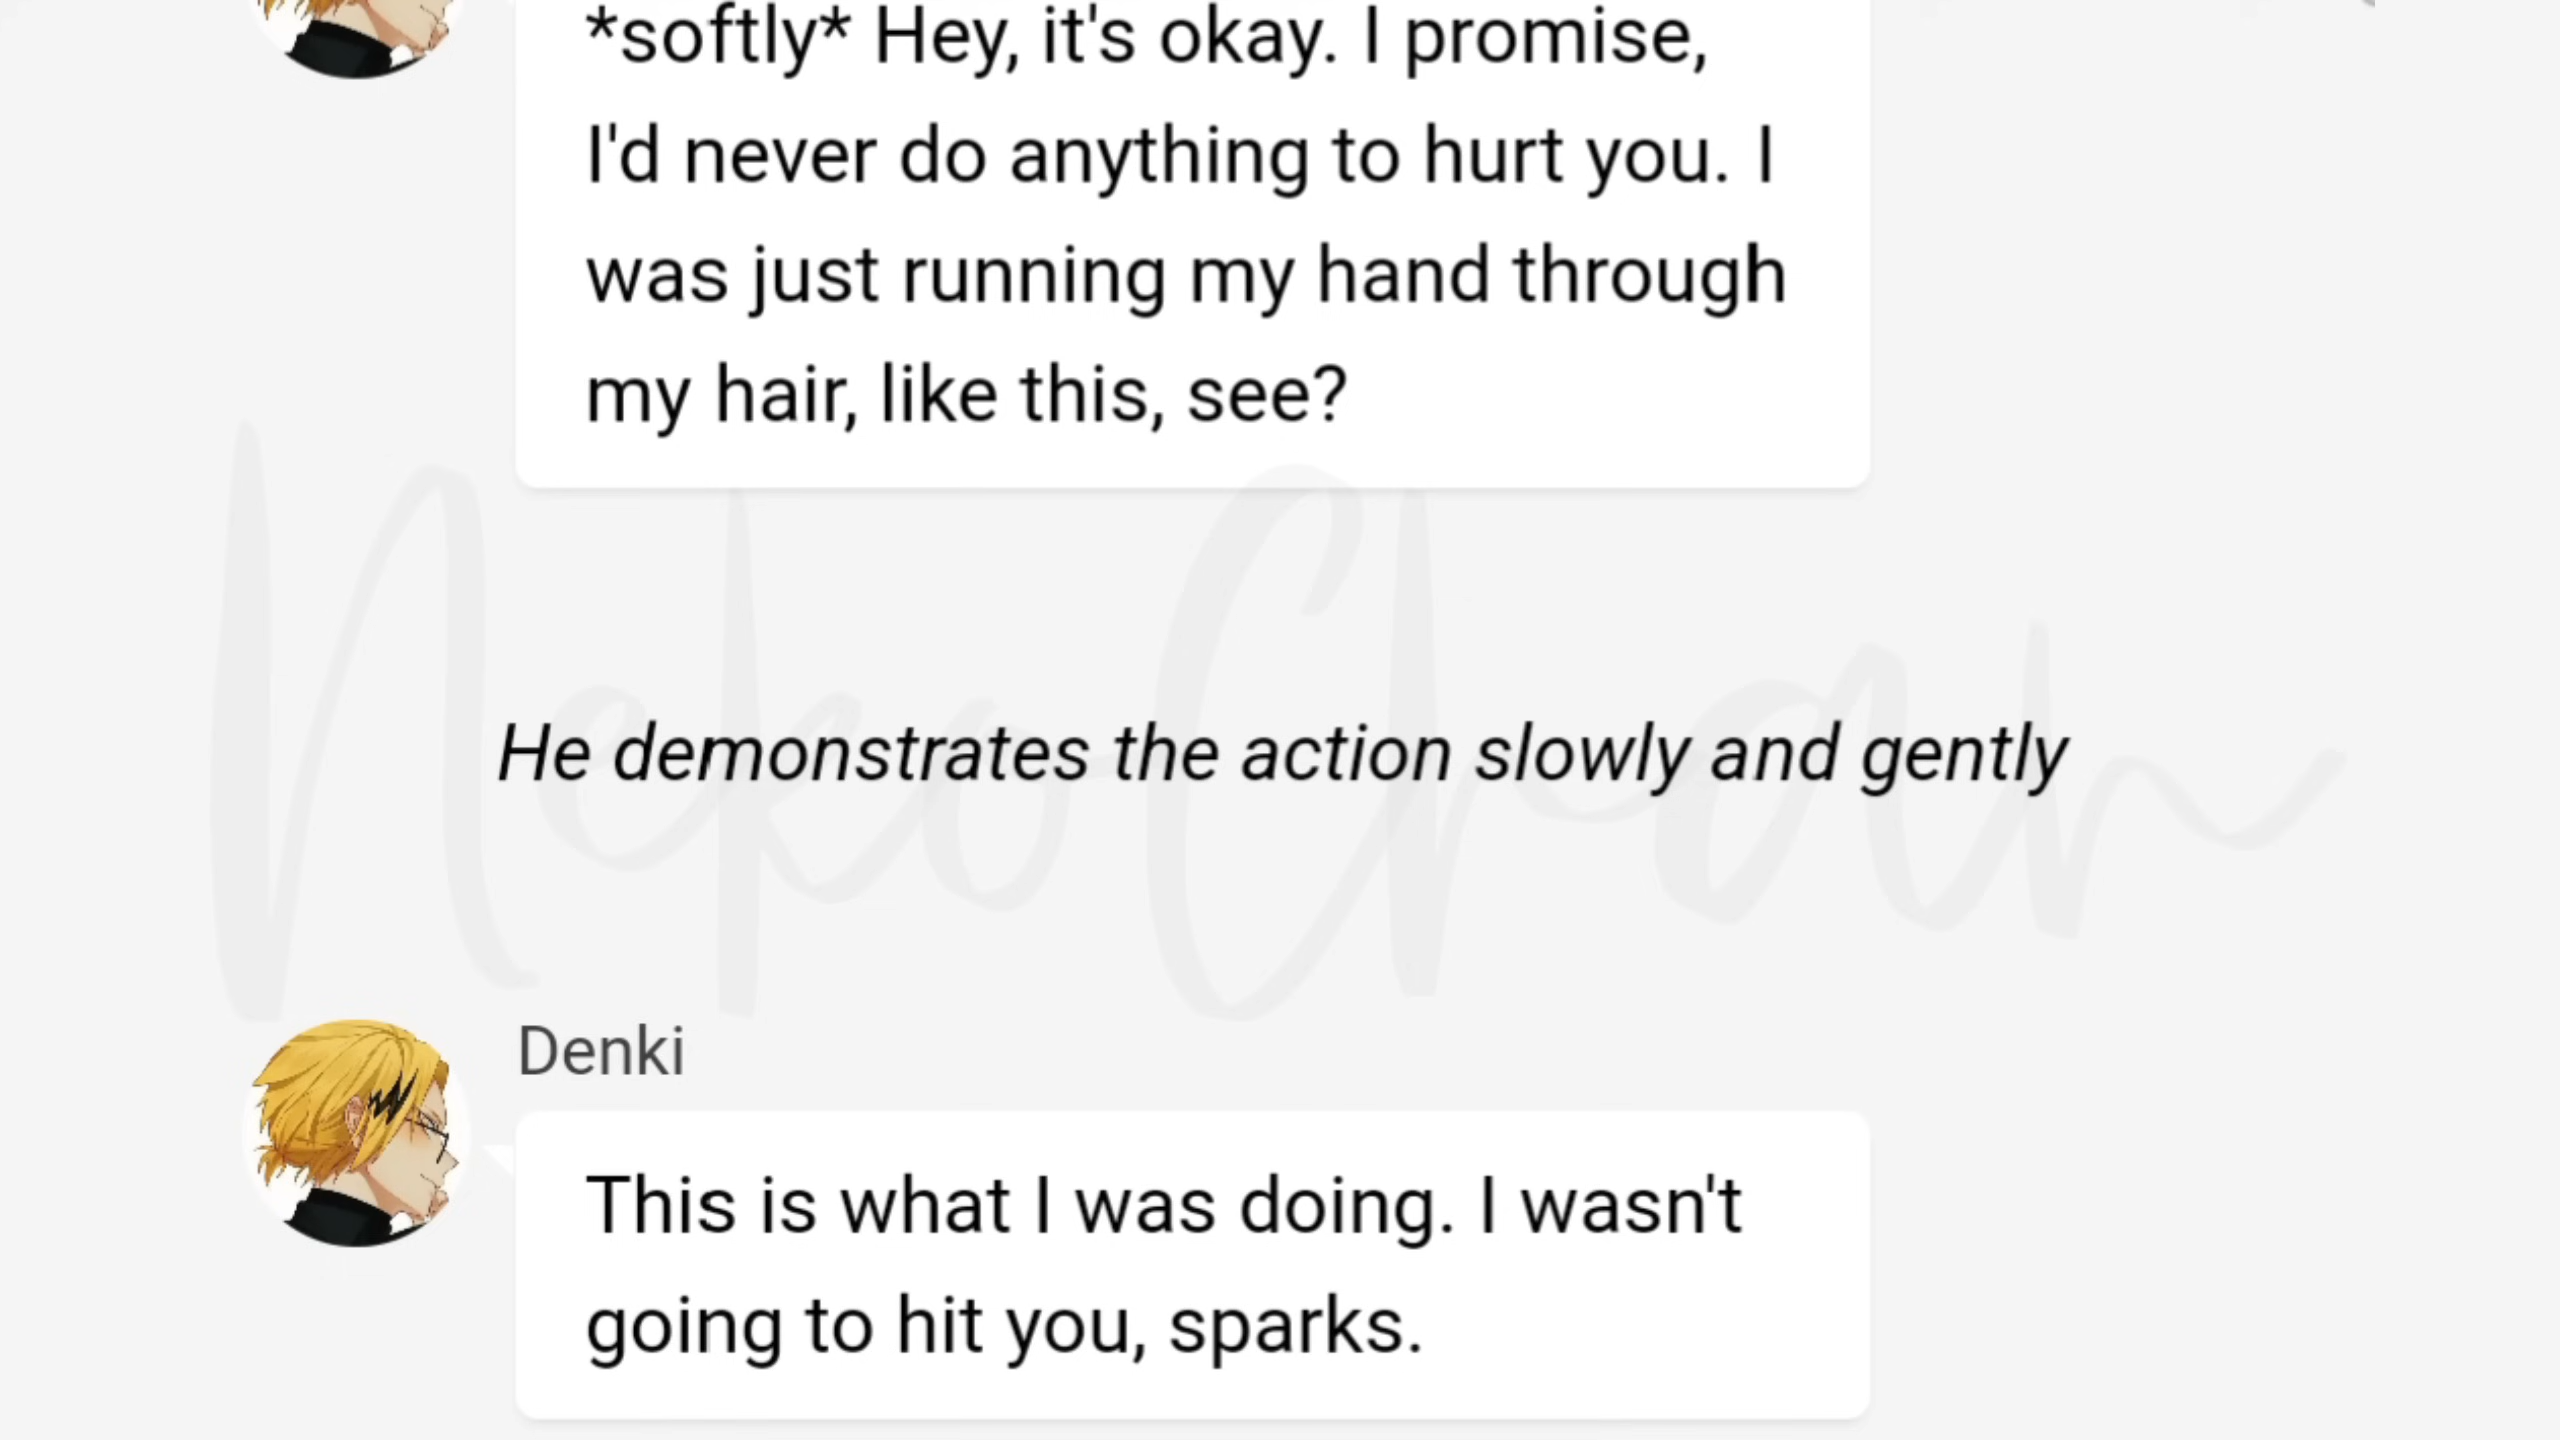 *softly* Hey, it's okay. I promise,
I'd never do anything to hurt you. I
was just running my hand through
my hair, like this, see?
NekoChan
He demonstrates the action slowly and gently
Denki
This is what I was doing. I wasn't
going to hit you, sparks.